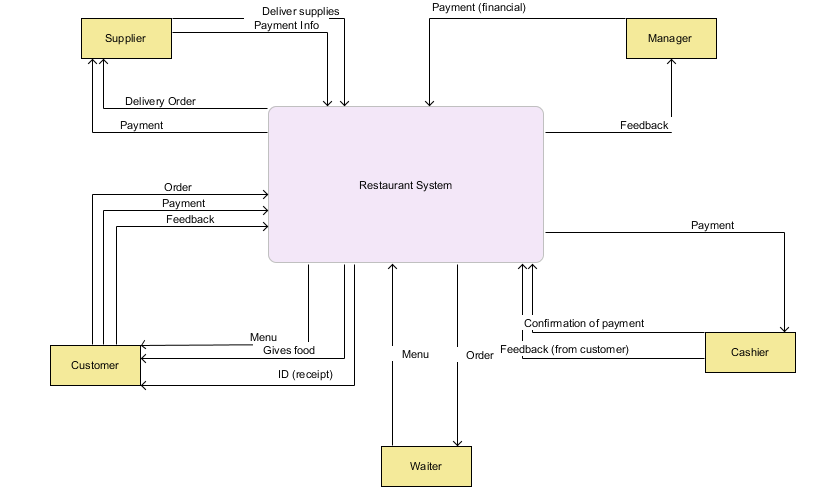 Deliver supplies
Payment (financial)
Payment Info
Supplier
Manager
Delivery Order
Payment
Feedback
Restaurant System
Order
Payment
Feedback
Payment
Confirmation of payment
Menu
Gives food
Menu
Order
Feedback (from customer)
Cashier
Customer
ID (receipt)
Waiter